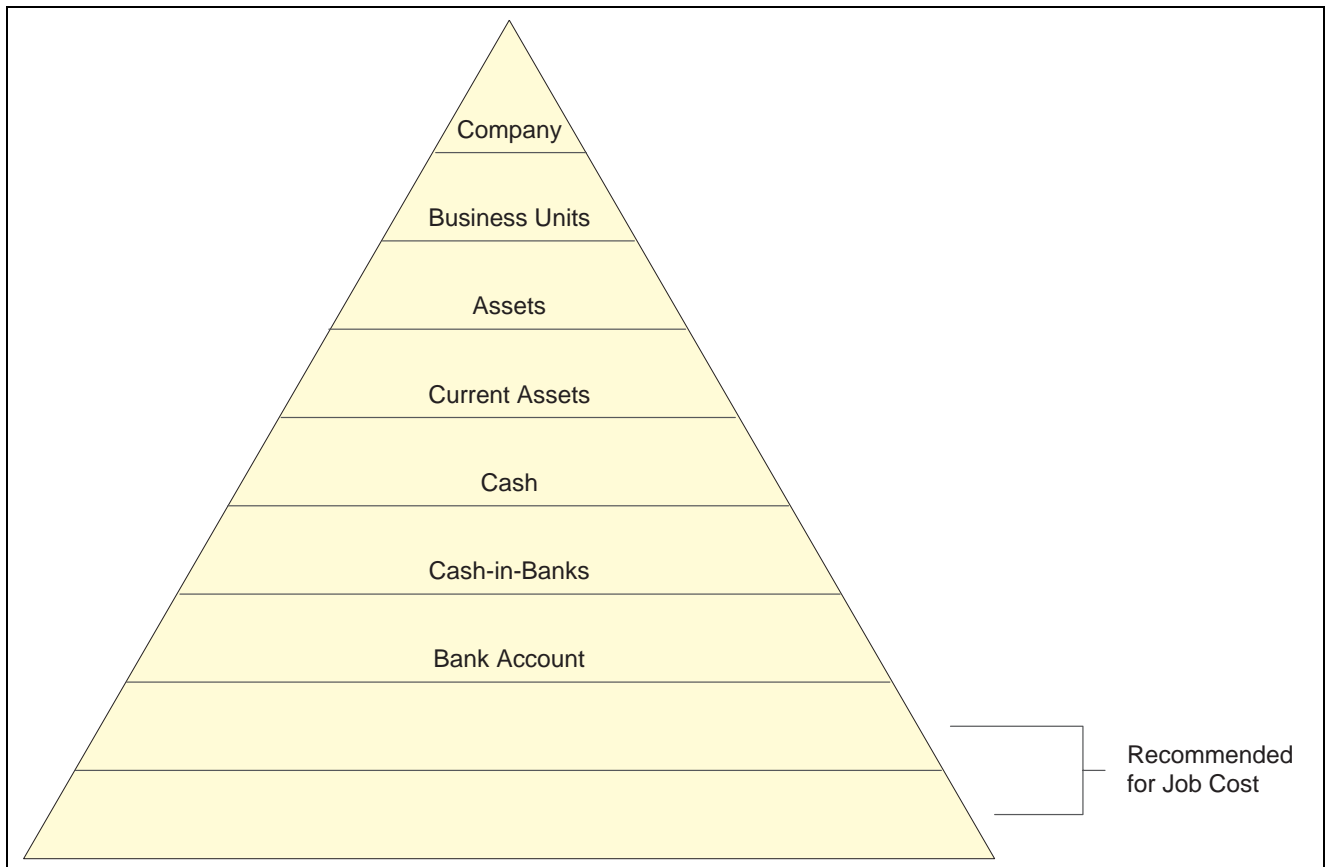 Company
Business Units
Assets
Current Assets
Cash
Cash-in-Banks
Bank Account
Recommended
for Job Cost